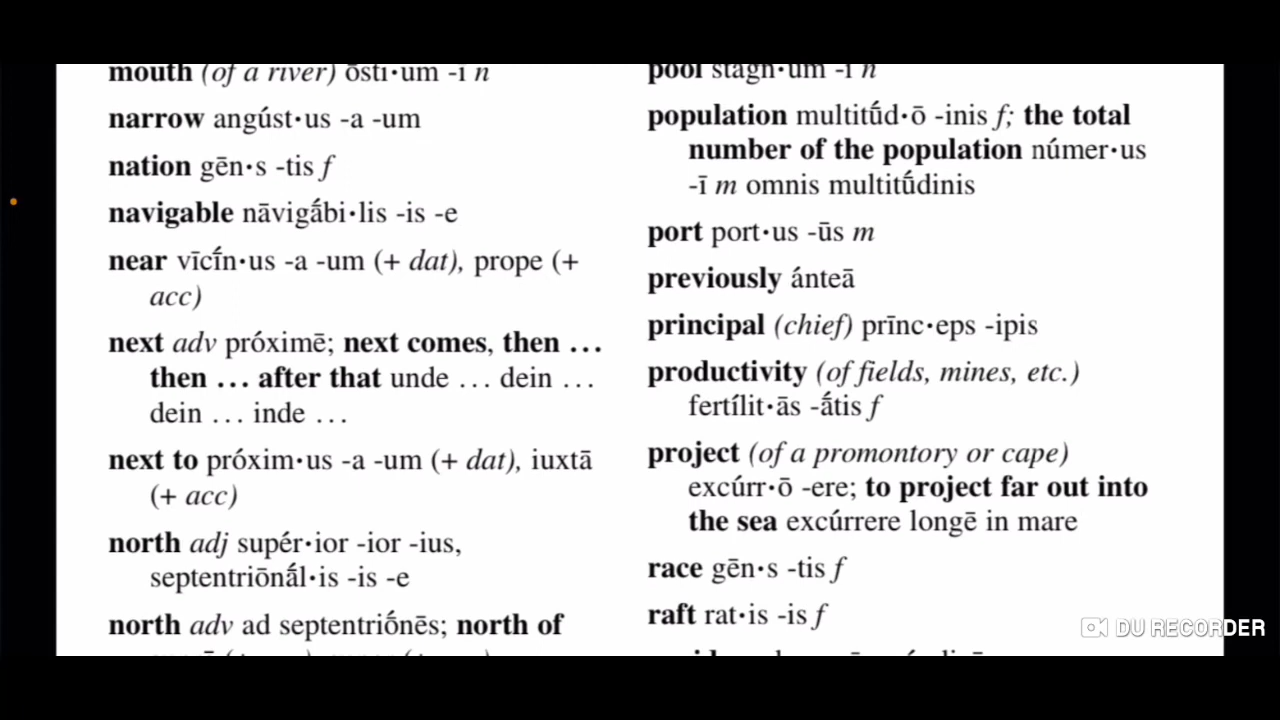 mouth (of a river) ōsti·um -ī n
narrow angúst·us -a -um
nation gēn·s -tis f
navigable nāvigā́bi·lis -is -e
near vīcī́n·us -a -um (+ dat), prope (+
acc)
next adv próximē; next comes, then …
then … after that unde … dein …
dein … inde …
next to próxim·us -a -um (+ dat), iuxtā
(+ acc)
north adj supér·ior -ior -ius,
septentriōnā́l·is -is -e
north adv ad septentriṓnēs; north of
pool stagn·um -ī n
population multitū́d·ō -inis f; the total
number of the population númer·us
-ī m omnis multitū́dinis
port port·us -ūs m
previously ánteā
principal (chief) prīnc·eps -ipis
productivity (of fields, mines, etc.)
fertílit·ās -ā́tis f
project (of a promontory or cape)
excúrr·ō -ere; to project far out into
the sea excúrrere longē in mare
race gēn·s -tis f
raft rat·is -is f
DU RECORDER